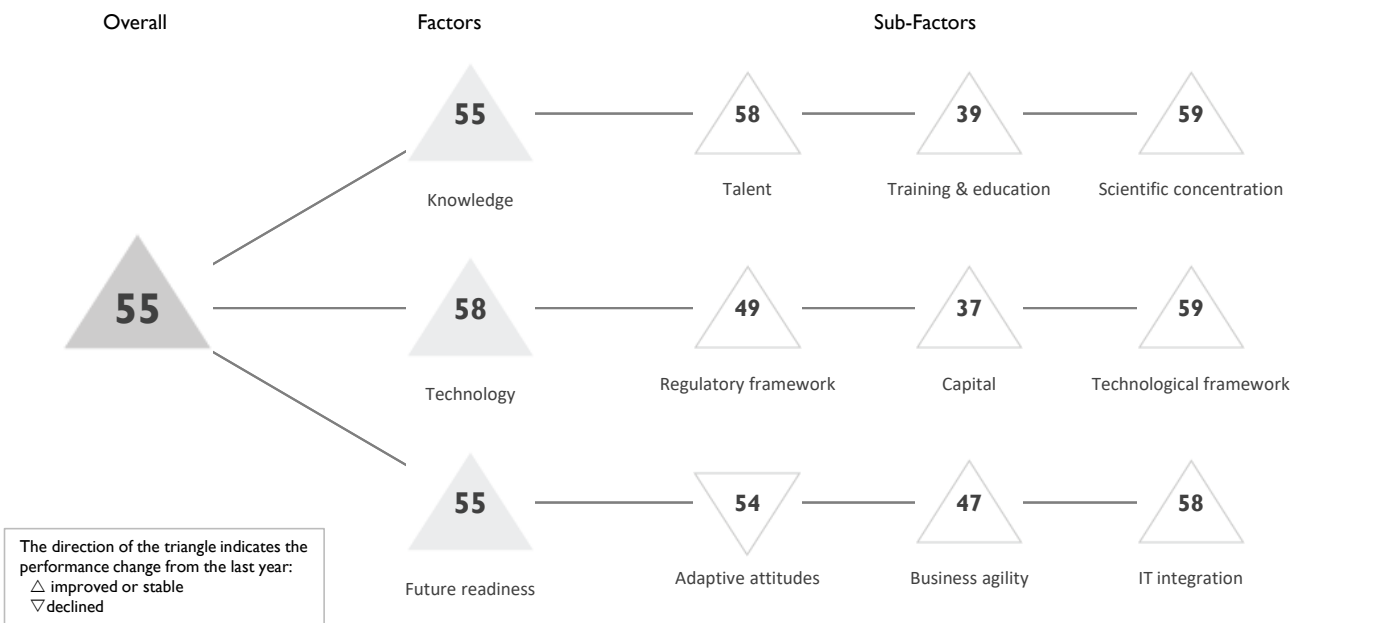 Overall Factors Sub-Factors
55 58 39 59
Knowledge Talent Training & education Scientific concentration
55
58 49 37 59
Technology Regulatory framework Capital Technological framework
55 54 47 58
Future readiness Adaptive attitudes Business agility IT integration
The direction of the triangle indicates the
performance change from the last year:
△ improved or stable
▽ declined